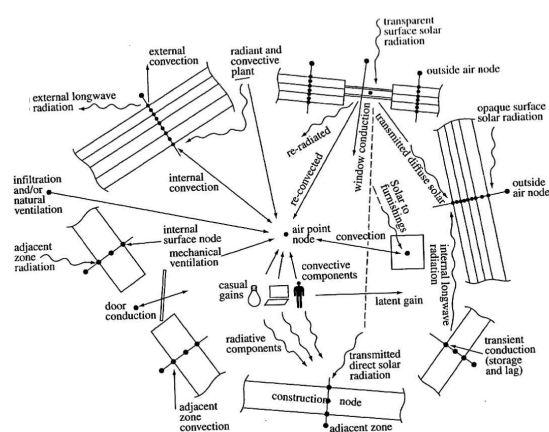 transparent
surface solar
radiation
external
convection
radiant and
convective
plant
outside air node
external longwave
radiation
opaque surface
solar radiation
re-radiated
window conduction
transmitted diffuse solar
re-convected
internal
convection
infiltration
and/or
natural
ventilation
Solar to
furnishings
outside
air node
internal
surface node
air point
node
convection
adjacent
zone
radiation
mechanical
ventilation
internal longwave
radiation
convective
components
casual
gains
door
conduction
latent gain
radiative
components
transmitted
direct solar
radiation
transient
conduction
(storage
and lag)
construction node
adjacent
zone
convection
adjacent zone